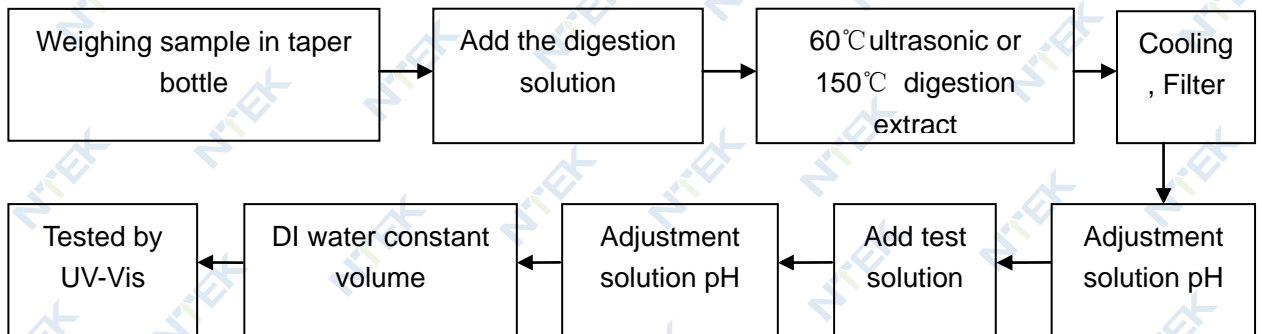 Weighing sample in taper
bottle
Add the digestion
solution
60℃ultrasonic or
150℃ digestion
extract
Cooling
, Filter
Adjustment
solution pH
Add test
solution
Adjustment
solution pH
DI water constant
volume
Tested by
UV-Vis
NTEK